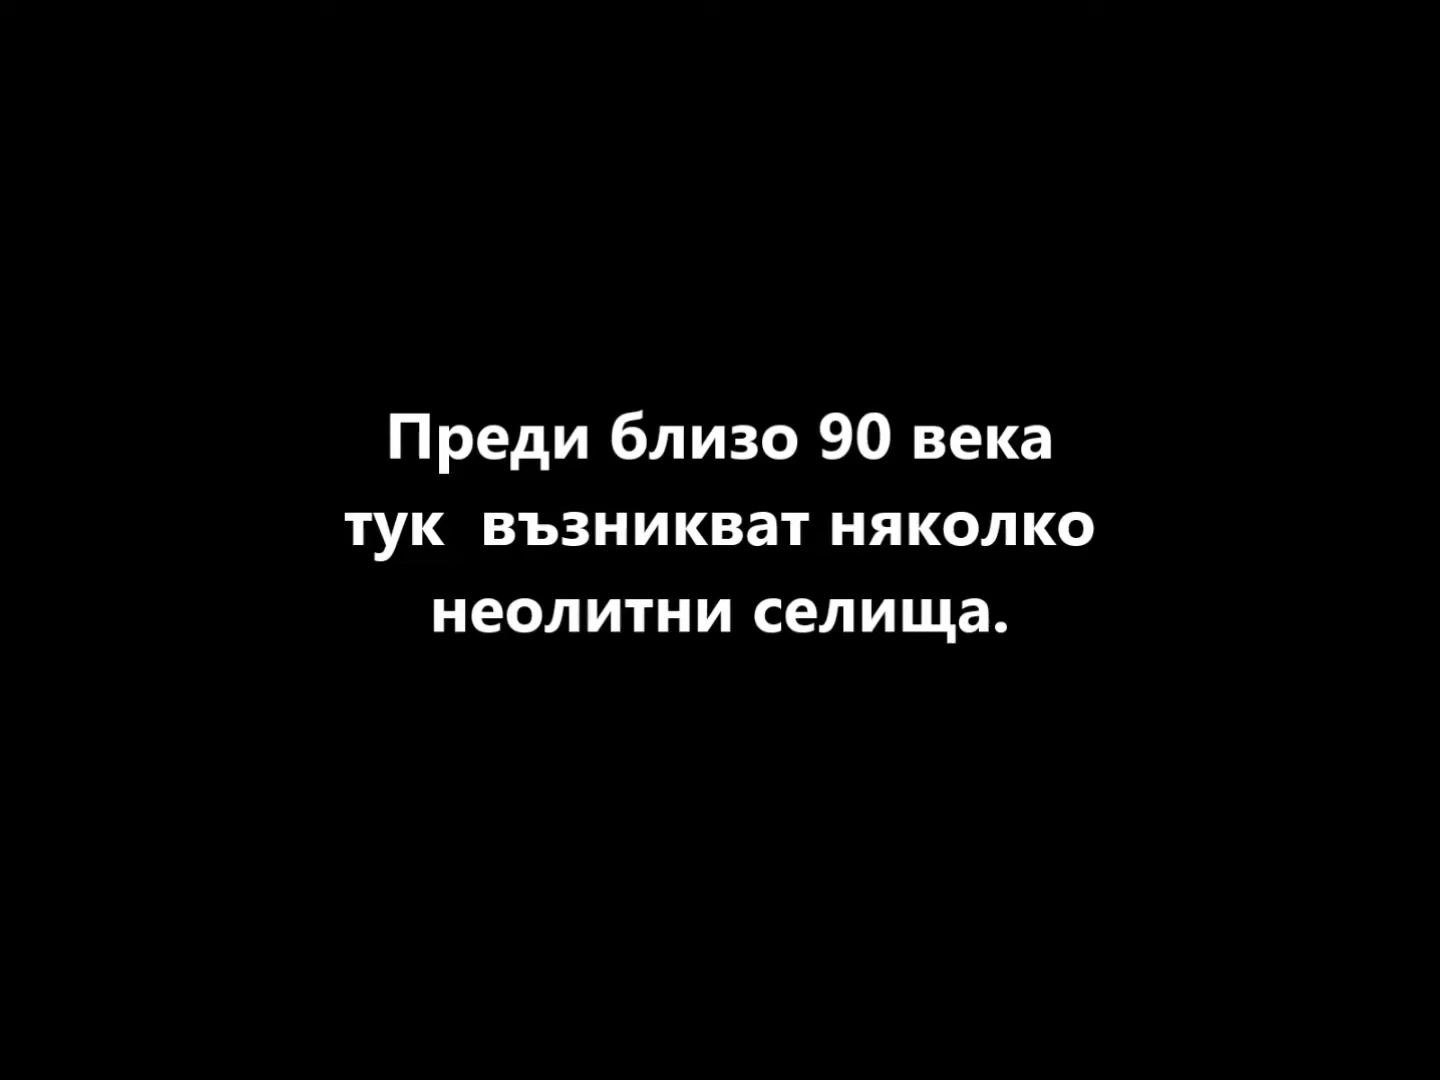 Преди близо 90 века
тук  възникват няколко
неолитни селища.